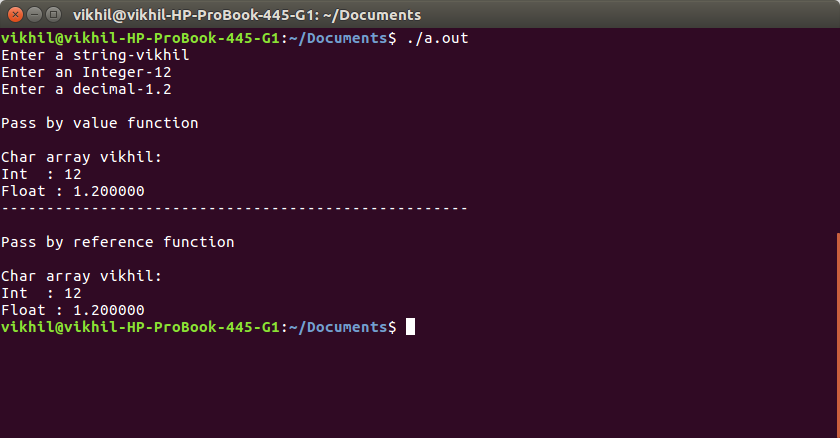 vikhil@vikhil-HP-ProBook-445-G1: ~/Documents
vikhil@vikhil-HP-ProBook-445-G1:~/Documents$ ./a.out
Enter a string-vikhil
Enter an Integer-12
Enter a decimal-1.2
Pass by value function
Char array vikhil:
Int  : 12
Float : 1.200000
----------------------------------------------------
Pass by reference function
Char array vikhil:
Int  : 12
Float : 1.200000
vikhil@vikhil-HP-ProBook-445-G1:~/Documents$